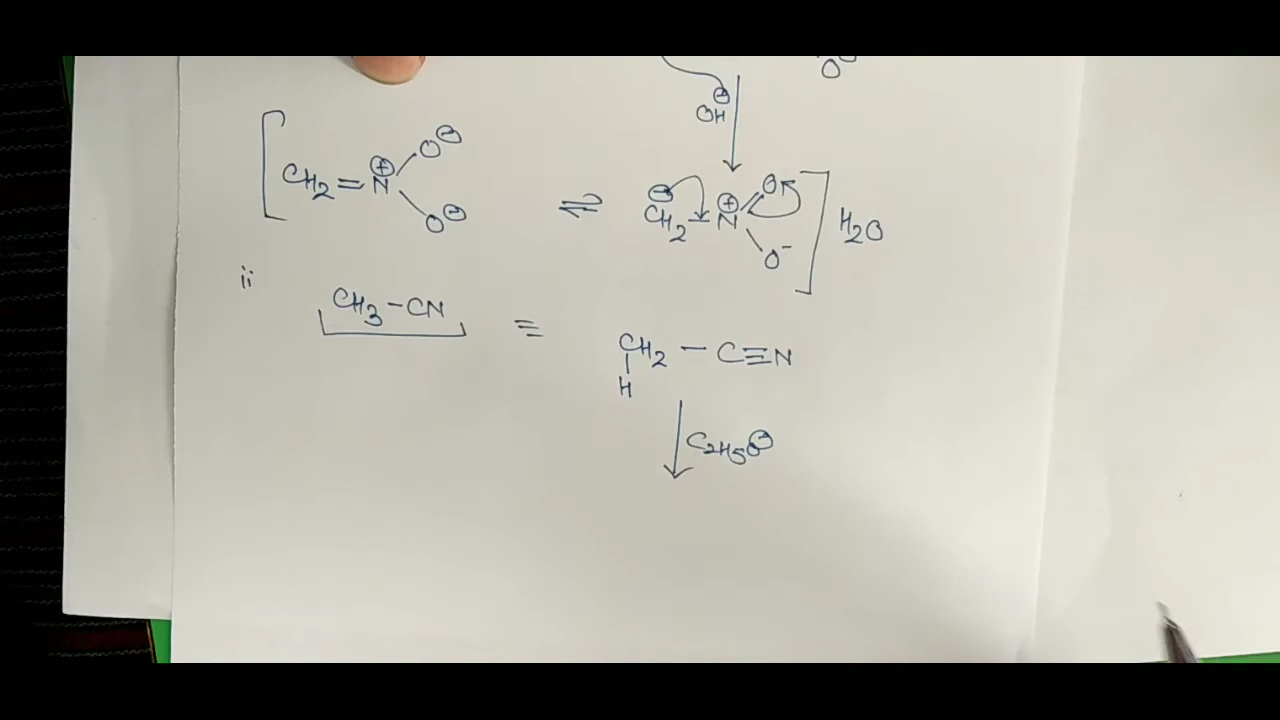 O⊖
⊖
OH
[CH2=N⊕ O⊖ O⊖ ⇌ ⊖CH2–N⊕ O O-] H2O
ii CH3-CN ≡ CH2–C≡N
H
C2H5O⊖